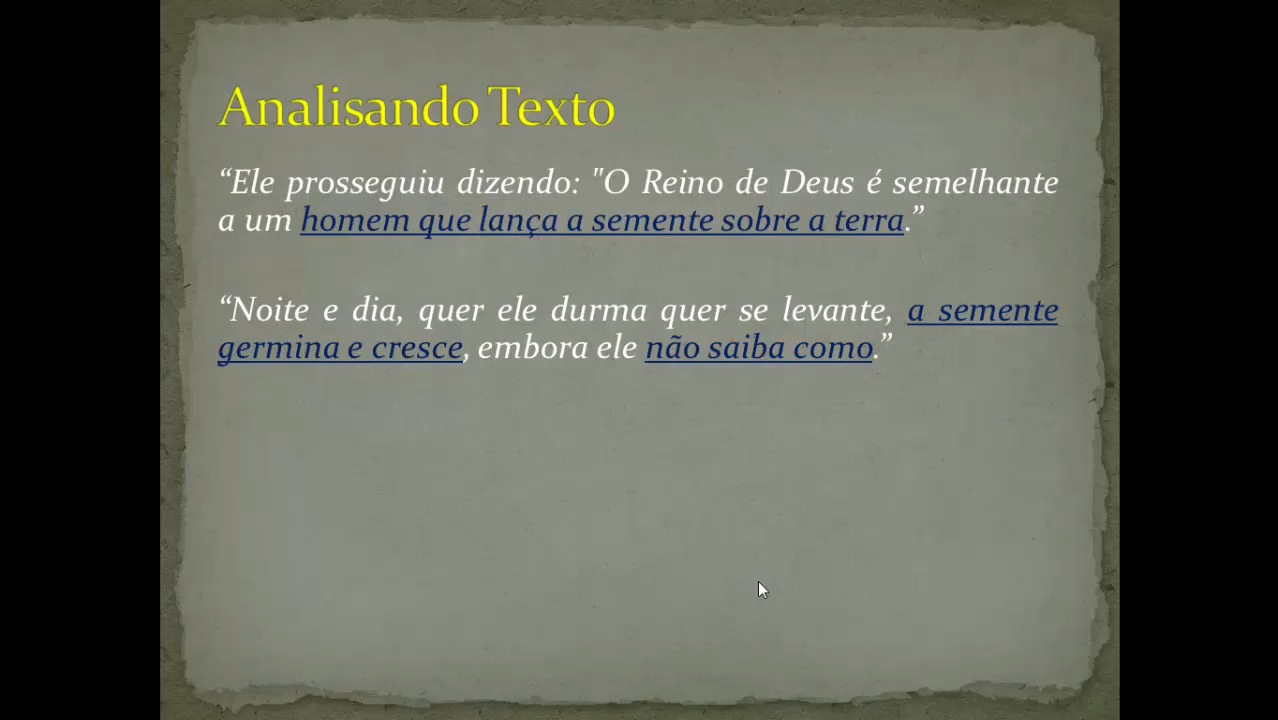 Analisando Texto
“Ele prosseguiu dizendo: "O Reino de Deus é semelhante
a um homem que lança a semente sobre a terra.”
“Noite e dia, quer ele durma quer se levante, a semente
germina e cresce, embora ele não saiba como.”